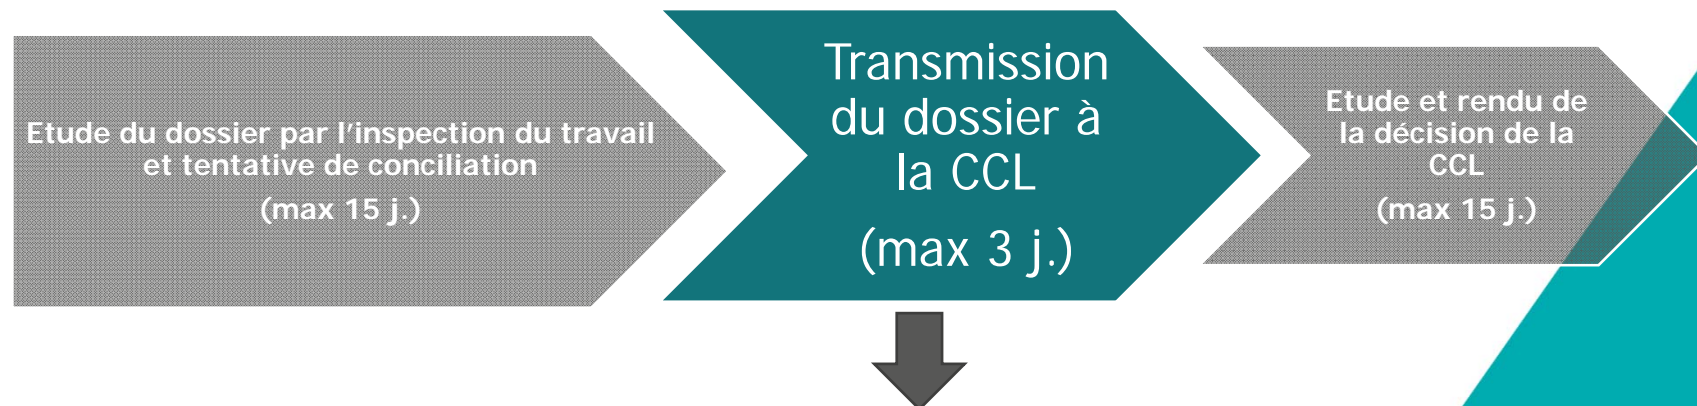 Etude du dossier par l'inspection du travail
et tentative de conciliation
(max 15 j.)
Transmission
du dossier à
la CCL
(max 3 j.)
Etude et rendu de
la décision de la
CCL
(max 15 j.)